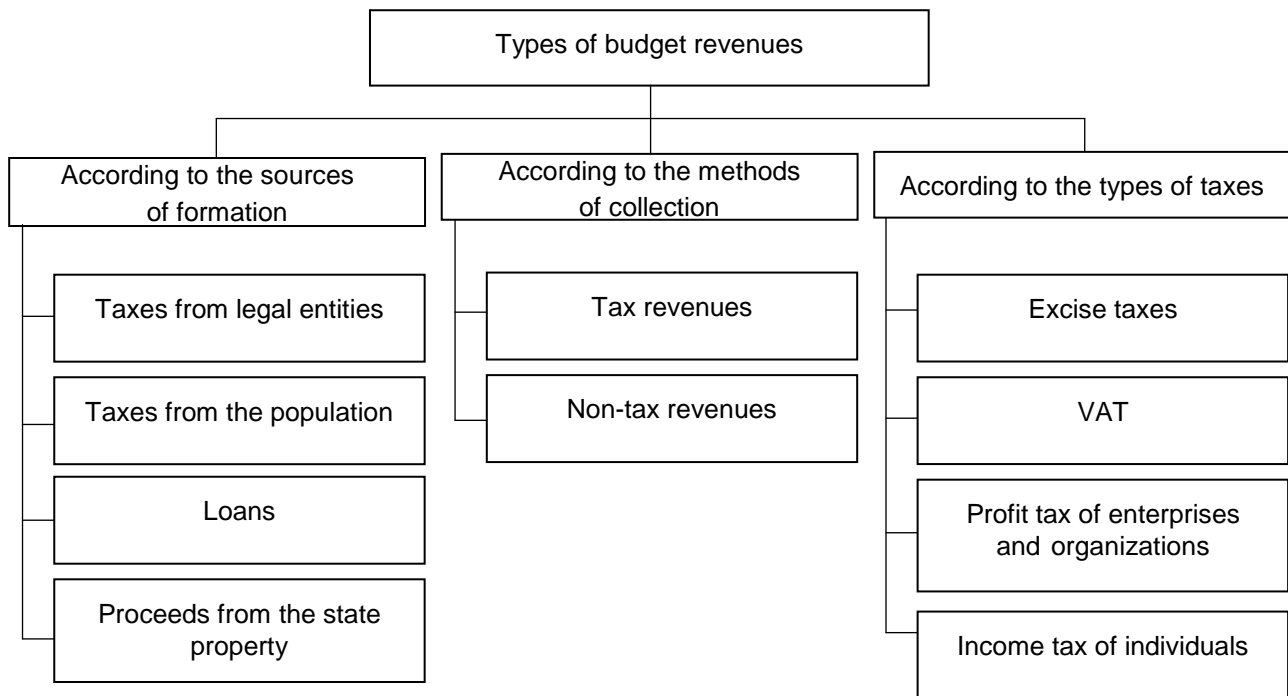 Types of budget revenues
According to the sources
of formation
Taxes from legal entities
Taxes from the population
Loans
Proceeds from the state
property
According to the methods
of collection
Tax revenues
Non-tax revenues
According to the types of taxes
Excise taxes
VAT
Profit tax of enterprises
and organizations
Income tax of individuals